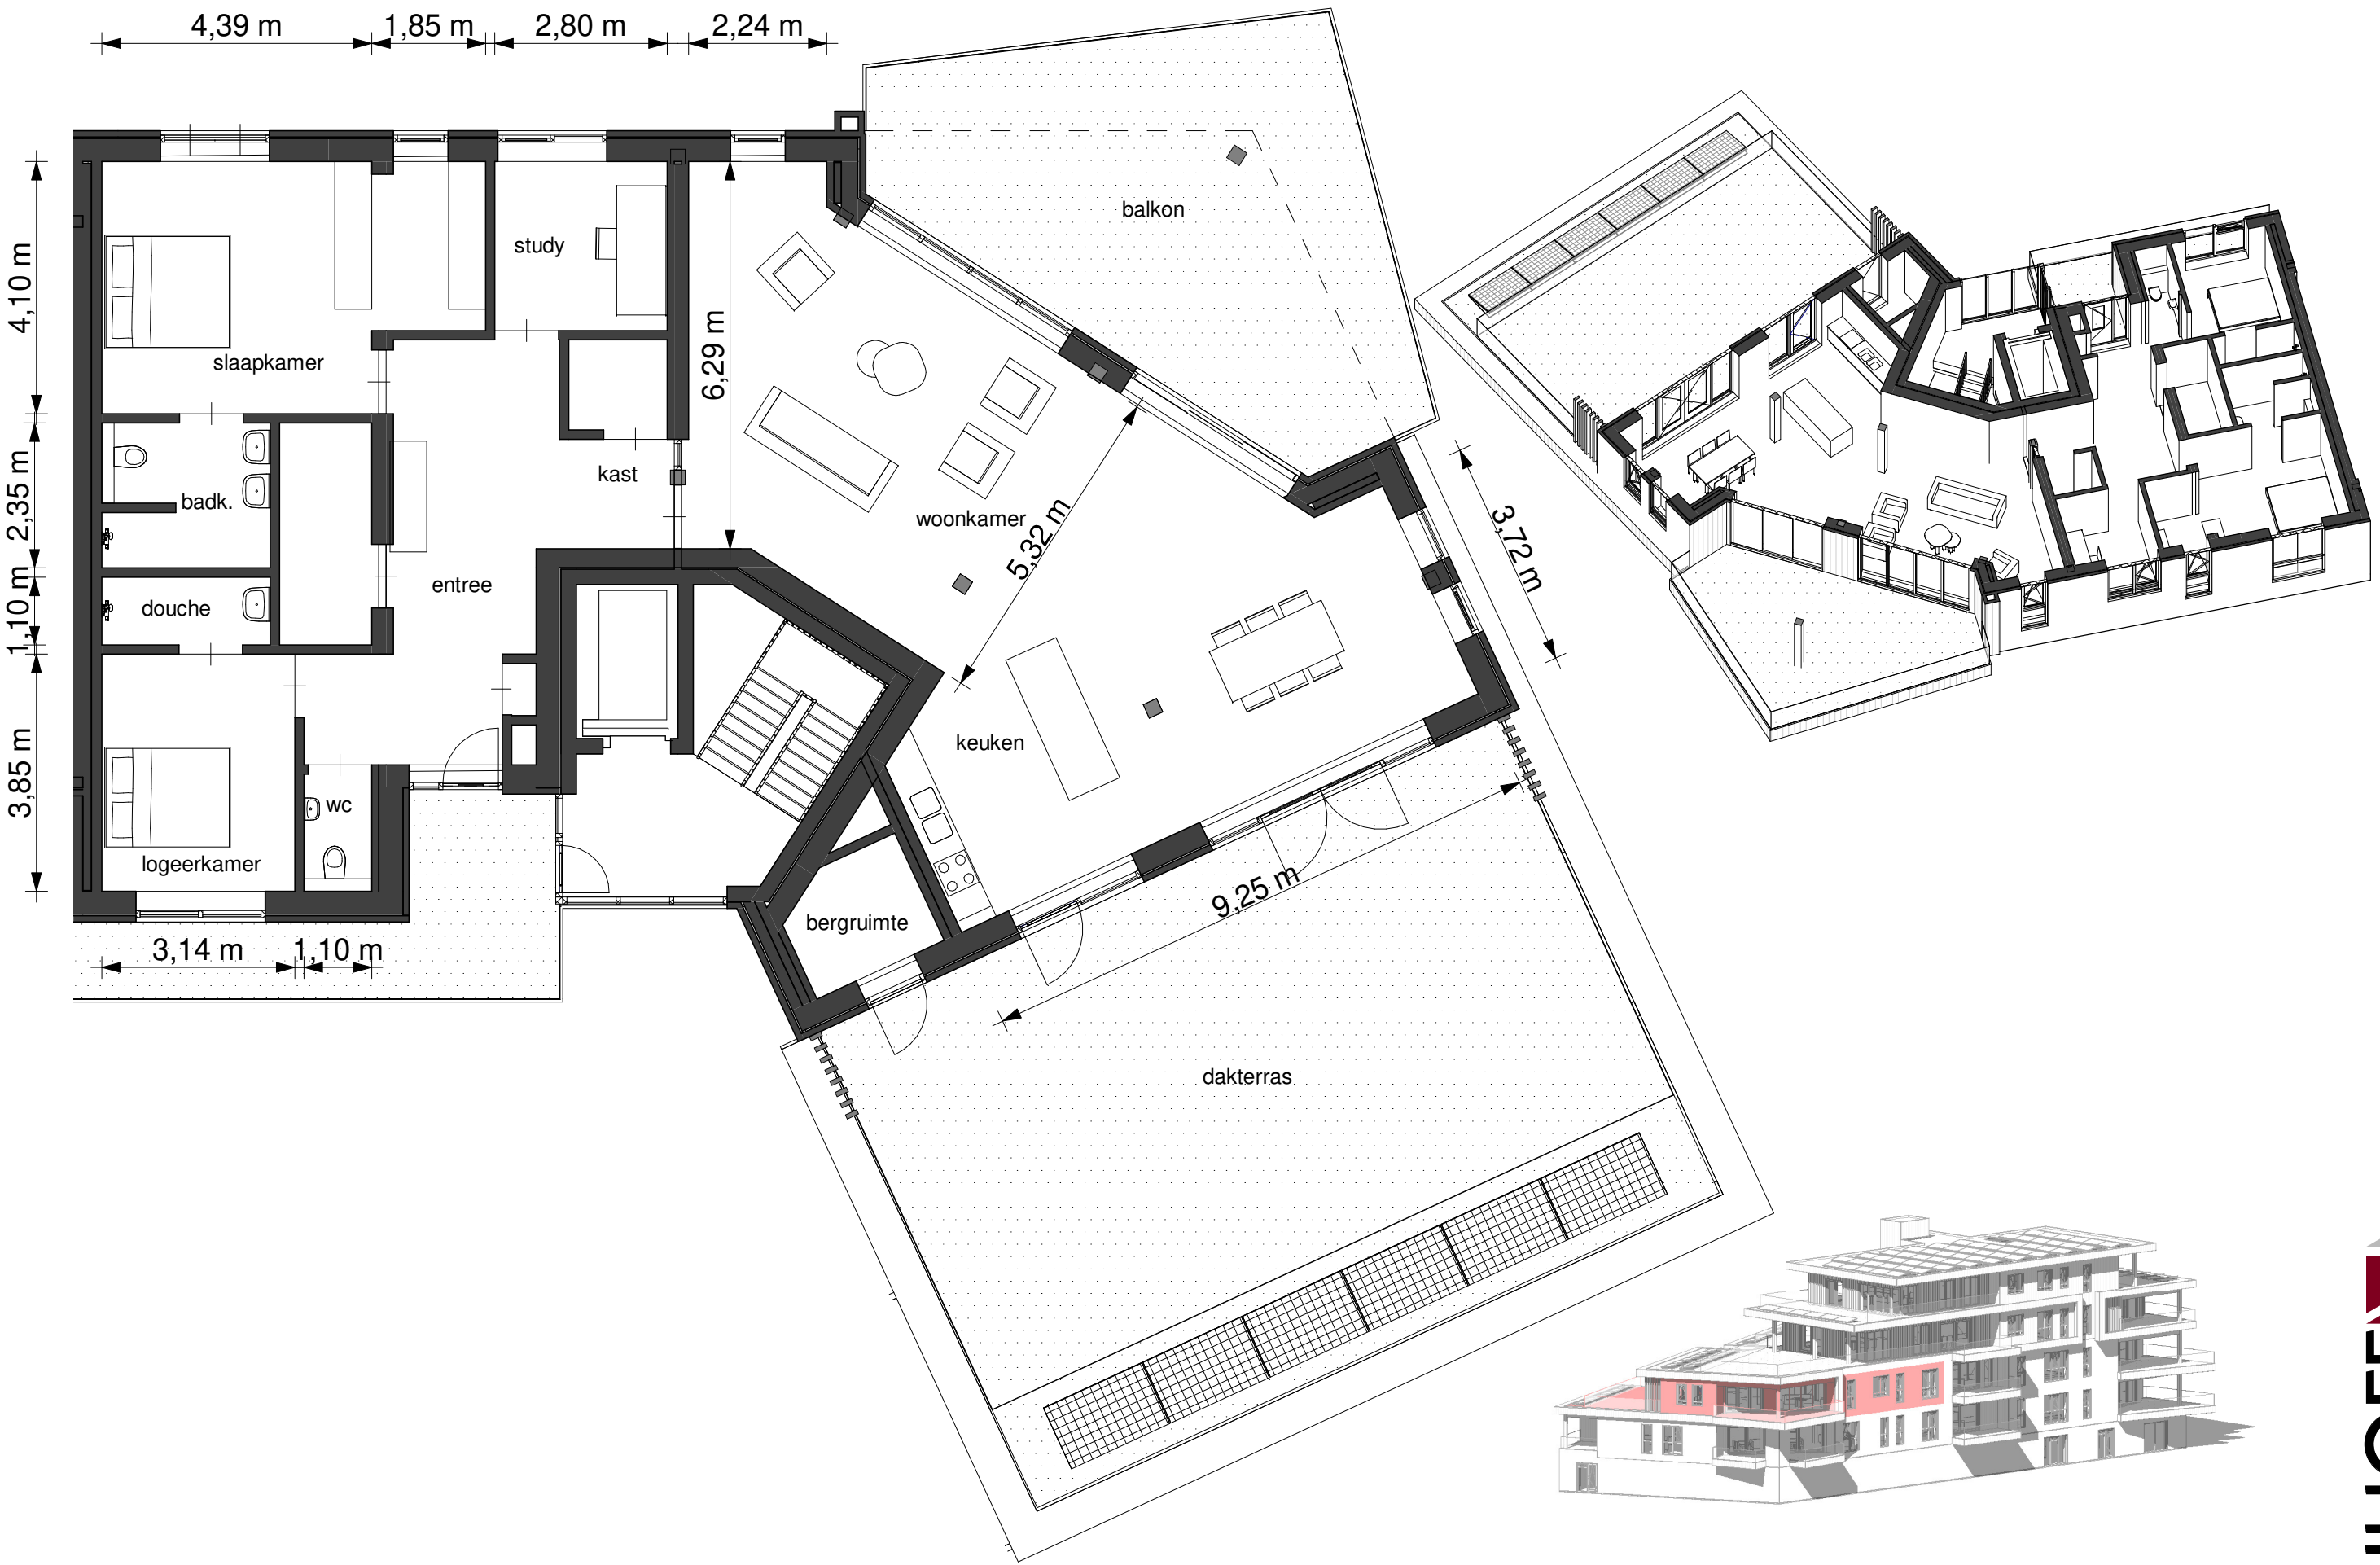 4,39 m
1,85 m
2,80 m
2,24 m
balkon
study
4,10 m
slaapkamer
6,29 m
kast
badk.
2,35 m
woonkamer
5,32 m
3,72 m
entree
douche
1,10 m
keuken
3,85 m
wc
logeerkamer
9,25 m
bergruimte
3,14 m
1,10 m
dakterras